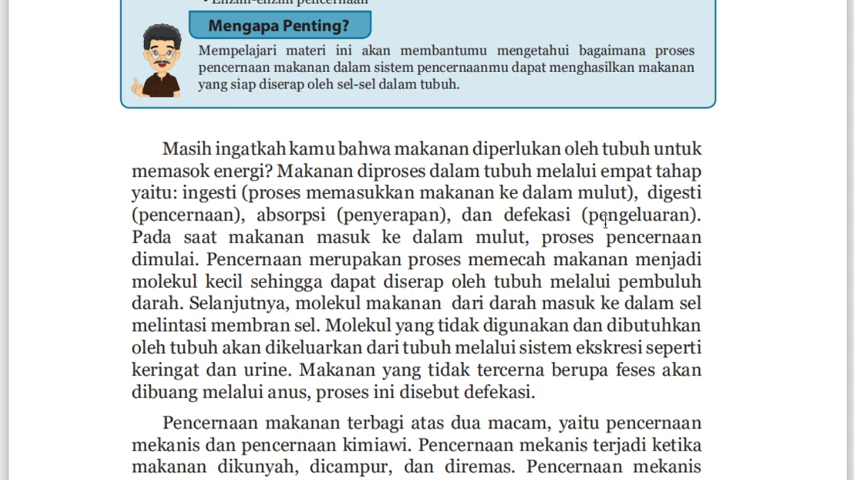 • Enzim-enzim pencernaan
Mengapa Penting?
Mempelajari materi ini akan membantumu mengetahui bagaimana proses
pencernaan makanan dalam sistem pencernaanmu dapat menghasilkan makanan
yang siap diserap oleh sel-sel dalam tubuh.
Masih ingatkah kamu bahwa makanan diperlukan oleh tubuh untuk
memasok energi? Makanan diproses dalam tubuh melalui empat tahap
yaitu: ingesti (proses memasukkan makanan ke dalam mulut), digesti
(pencernaan), absorpsi (penyerapan), dan defekasi (pengeluaran).
Pada saat makanan masuk ke dalam mulut, proses pencernaan
dimulai. Pencernaan merupakan proses memecah makanan menjadi
molekul kecil sehingga dapat diserap oleh tubuh melalui pembuluh
darah. Selanjutnya, molekul makanan dari darah masuk ke dalam sel
melintasi membran sel. Molekul yang tidak digunakan dan dibutuhkan
oleh tubuh akan dikeluarkan dari tubuh melalui sistem ekskresi seperti
keringat dan urine. Makanan yang tidak tercerna berupa feses akan
dibuang melalui anus, proses ini disebut defekasi.
Pencernaan makanan terbagi atas dua macam, yaitu pencernaan
mekanis dan pencernaan kimiawi. Pencernaan mekanis terjadi ketika
makanan dikunyah, dicampur, dan diremas. Pencernaan mekanis